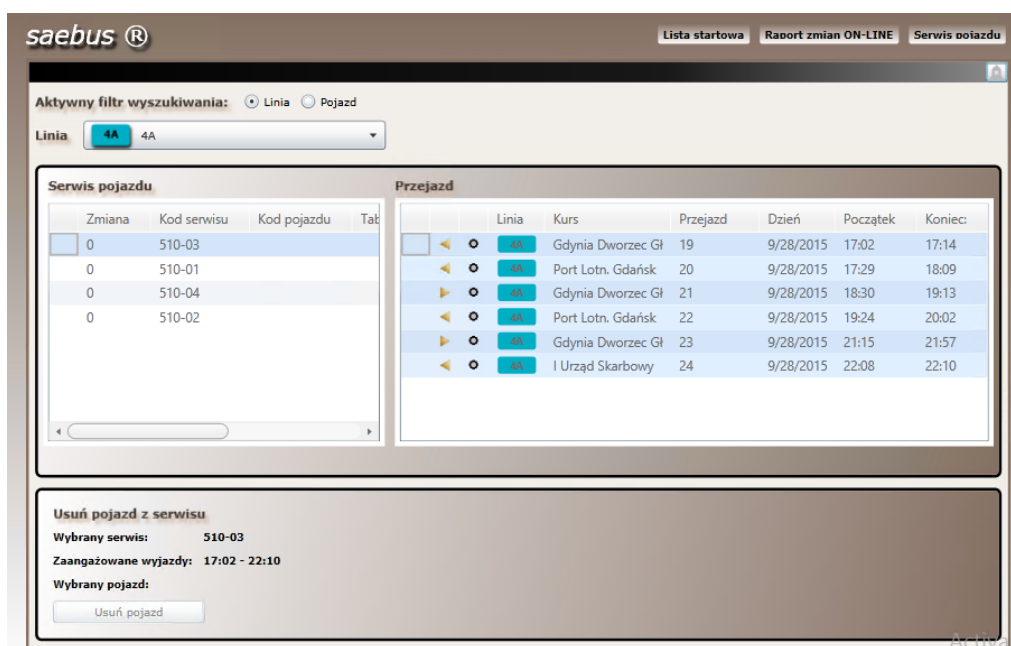 saebus ®
Lista startowa Raport zmian ON-LINE Serwis pojazdu
Aktywny filtr wyszukiwania: Linia Pojazd
Linia 4A 4A
Serwis pojazdu
Zmiana Kod serwisu Kod pojazdu Tab
0 510-03
0 510-01
0 510-04
0 510-02
Przejazd
Linia Kurs Przejazd Dzień Początek Koniec:
4A Gdynia Dworzec Gł 19 9/28/2015 17:02 17:14
4A Port Lotn. Gdańsk 20 9/28/2015 17:29 18:09
4A Gdynia Dworzec Gł 21 9/28/2015 18:30 19:13
4A Port Lotn. Gdańsk 22 9/28/2015 19:24 20:02
4A Gdynia Dworzec Gł 23 9/28/2015 21:15 21:57
4A I Urząd Skarbowy 24 9/28/2015 22:08 22:10
Usuń pojazd z serwisu
Wybrany serwis: 510-03
Zaangażowane wyjazdy: 17:02 - 22:10
Wybrany pojazd:
Usuń pojazd
Activa